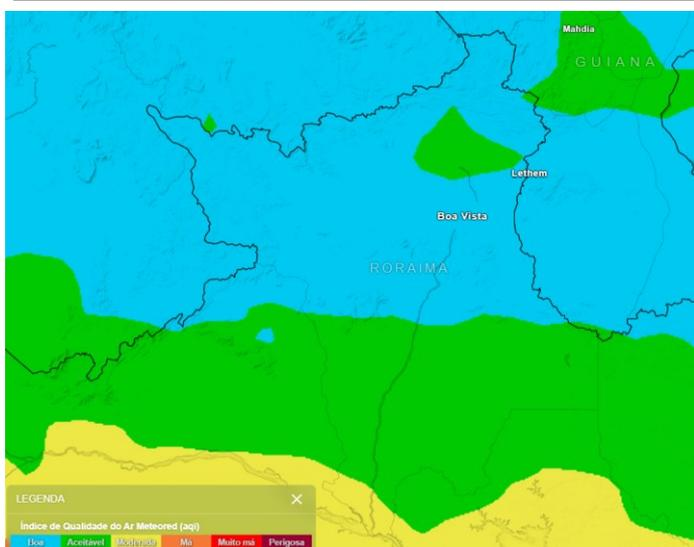 Mahdia
GUIANA
Lethem
Boa Vista
RORAIMA
LEGENDA
Índice de Qualidade do Ar Meteored (aqi)
Boa Aceitável Moderada Má Muito má Perigosa